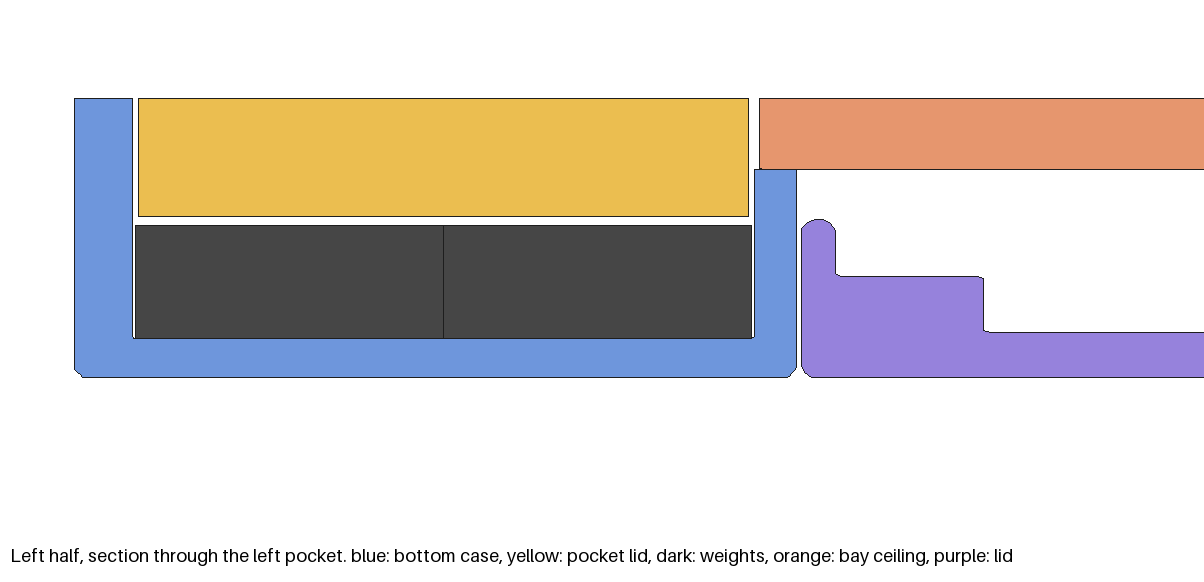 Left half, section through the left pocket. blue: bottom case, yellow: pocket lid, dark: weights, orange: bay ceiling, purple: lid